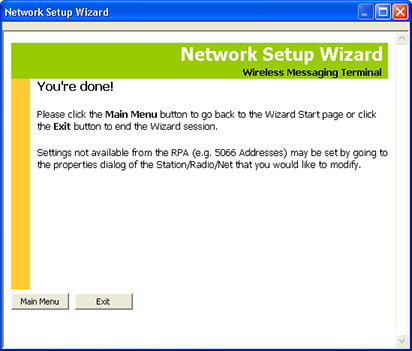 Network Setup Wizard
Network Setup Wizard
Wireless Messaging Terminal
You're done!
Please click the Main Menu button to go back to the Wizard Start page or click
the Exit button to end the Wizard session.
Settings not available from the RPA (e.g. 5066 Addresses) may be set by going to
the properties dialog of the Station/Radio/Net that you would like to modify.
Main Menu
Exit